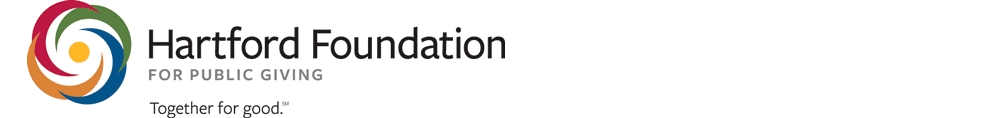 Hartford Foundation
FOR PUBLIC GIVING
Together for good.℠